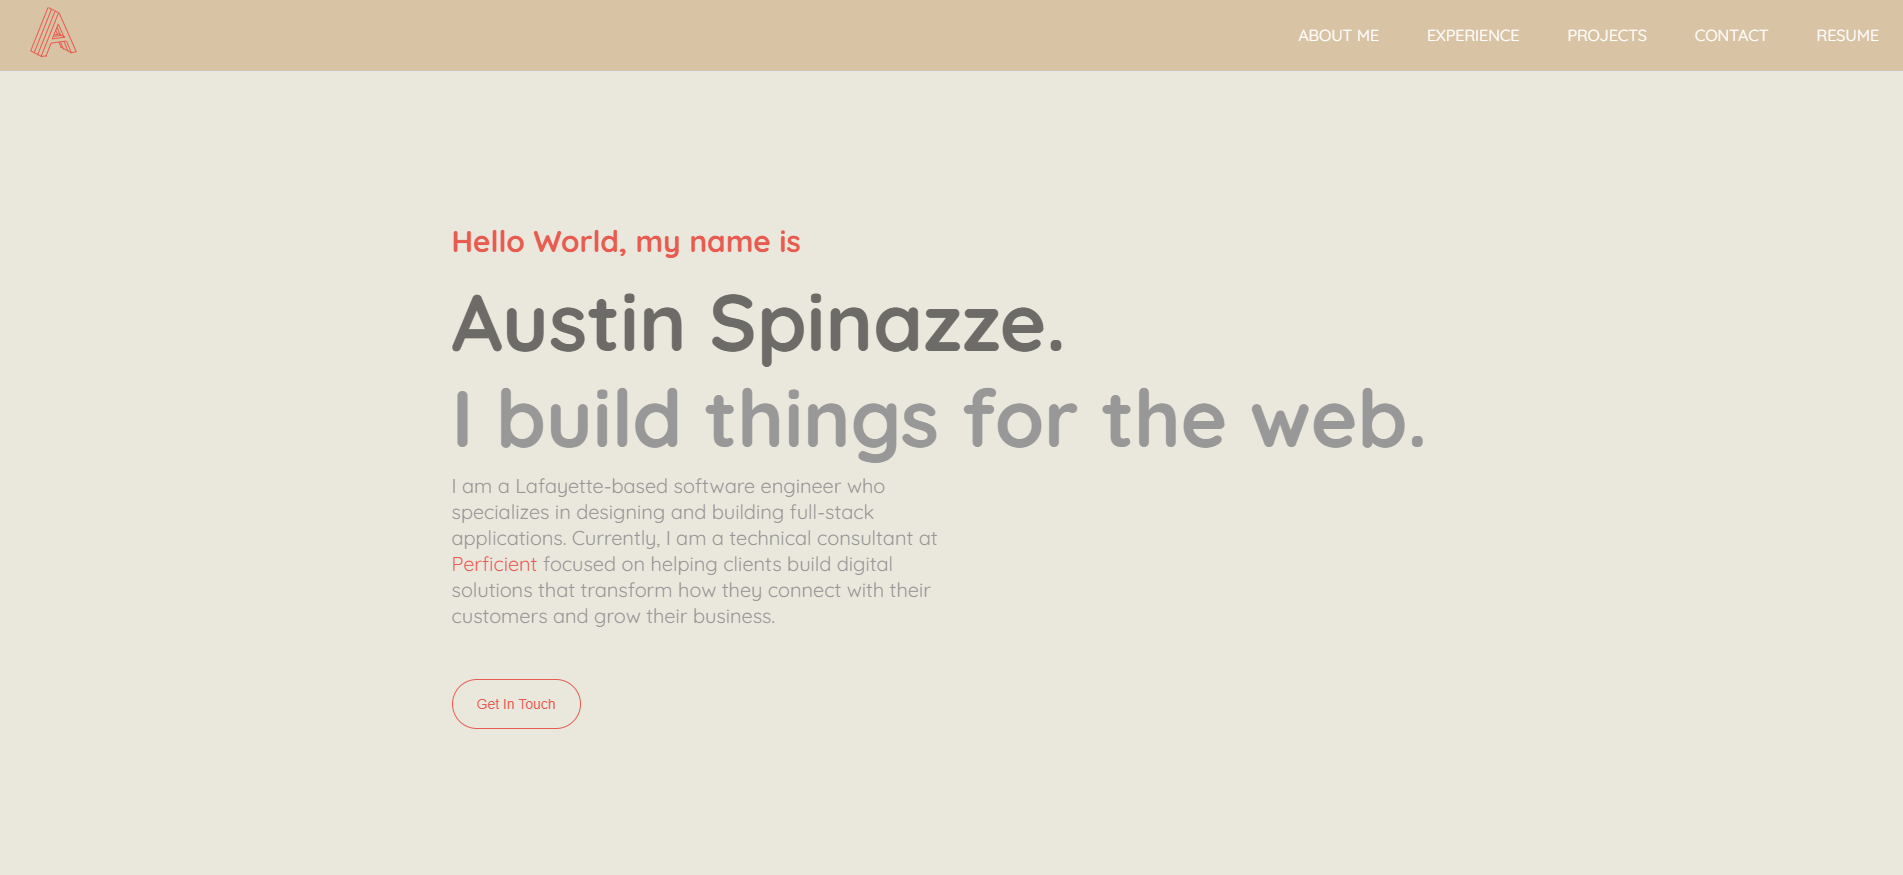 A
ABOUT ME EXPERIENCE PROJECTS CONTACT RESUME
Hello World, my name is
Austin Spinazze.
I build things for the web.
I am a Lafayette-based software engineer who
specializes in designing and building full-stack
applications. Currently, I am a technical consultant at
Perficient focused on helping clients build digital
solutions that transform how they connect with their
customers and grow their business.
Get In Touch